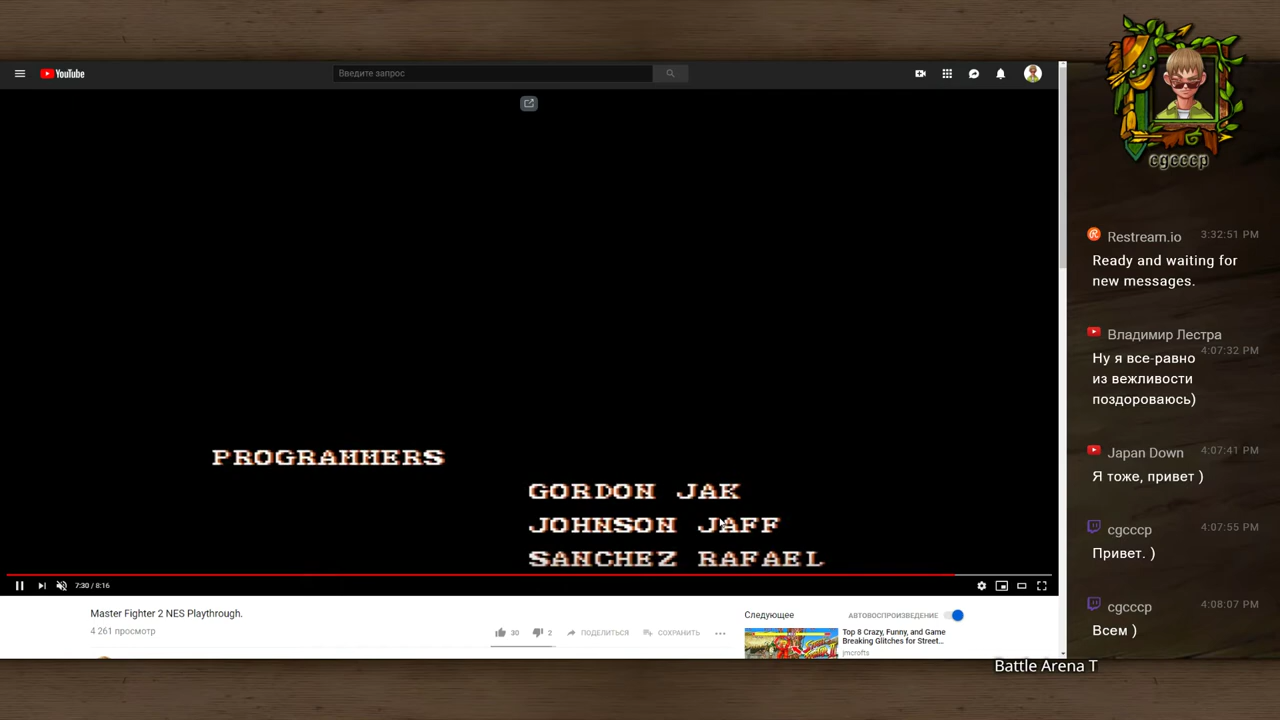 YouTube
Введите запрос
PROGRAMMERS
GORDON JAK
JOHNSON JAFF
SANCHEZ RAFAEL
7:30 / 8:16
Master Fighter 2 NES Playthrough.
4 261 просмотр
30
2
ПОДЕЛИТЬСЯ
СОХРАНИТЬ
Следующее
АВТОВОСПРОИЗВЕДЕНИЕ
Top 8 Crazy, Funny, and Game
Breaking Glitches for Street...
jmcrofts
cgcccp
Restream.io 3:32:51 PM
Ready and waiting for
new messages.
Владимир Лестра
4:07:32 PM
Ну я все-равно
из вежливости
поздороваюсь)
Japan Down 4:07:41 PM
Я тоже, привет )
cgcccp 4:07:55 PM
Привет. )
cgcccp 4:08:07 PM
Всем )
Battle Arena T